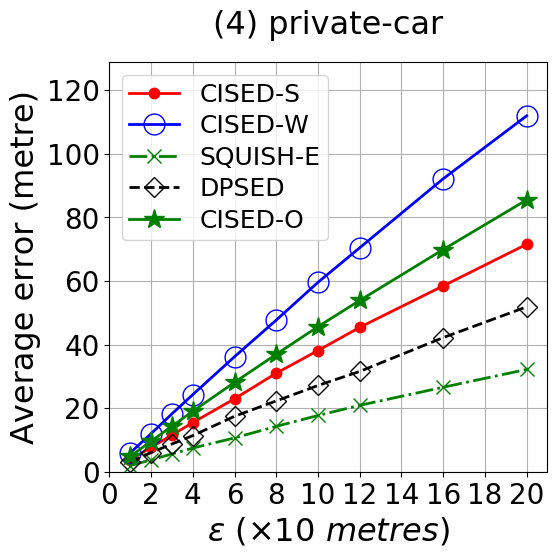 (4) private-car
Average error (metre)
120
100
80
60
40
20
0
CISED-S
CISED-W
SQUISH-E
DPSED
CISED-O
0 2 4 6 8 10 12 14 16 18 20
ε (×10 metres)